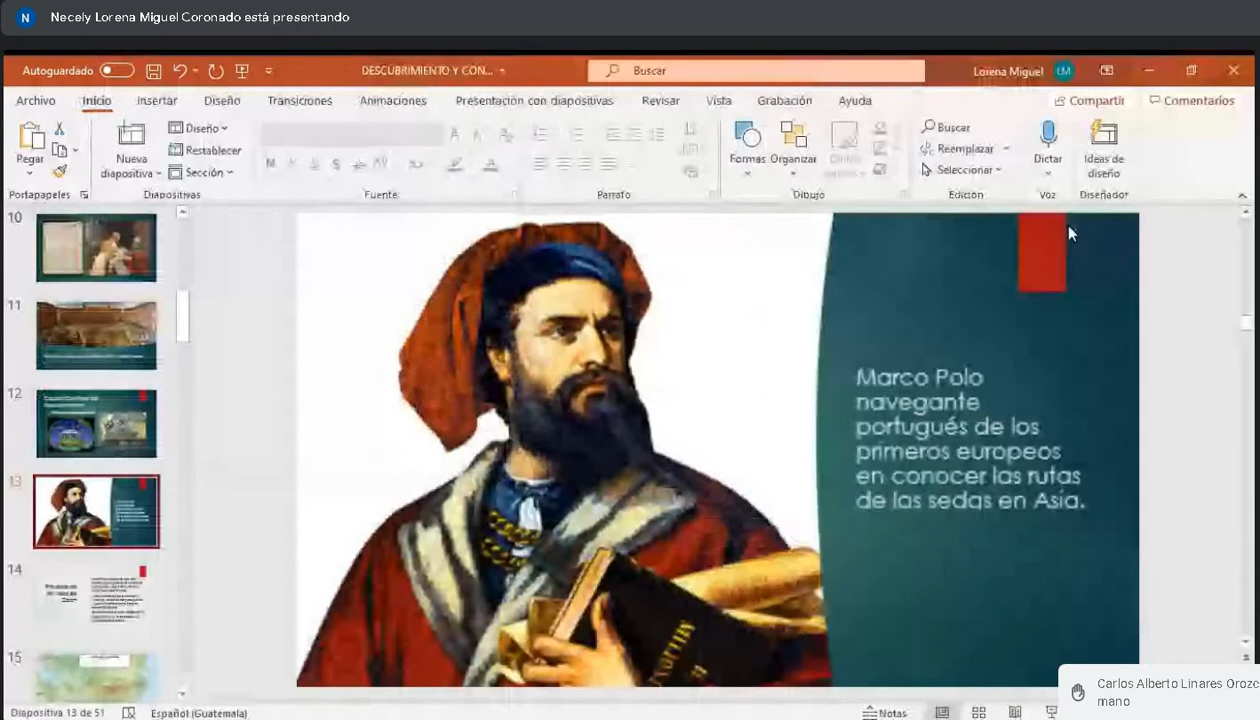 N Necely Lorena Miguel Coronado está presentando
Autoguardado DESCUBRIMIENTO Y CON... Buscar Lorena Miguel LM
Archivo Inicio Insertar Diseño Transiciones Animaciones Presentación con diapositivas Revisar Vista Grabación Ayuda Compartir Comentarios
Pegar
Nueva diapositiva
Diseño
Restablecer
Sección
Formas Organizar
Buscar
Reemplazar
Seleccionar
Dictar
Ideas de diseño
Portapapeles Diapositivas Fuente Párrafo Dibujo Edición Voz Diseñador
10
11
12
13
14
15
Marco Polo
navegante
portugués de los
primeros europeos
en conocer las rutas
de las sedas en Asia.
Carlos Alberto Linares Orozc
mano
Diapositiva 13 de 51 Español (Guatemala) Notas